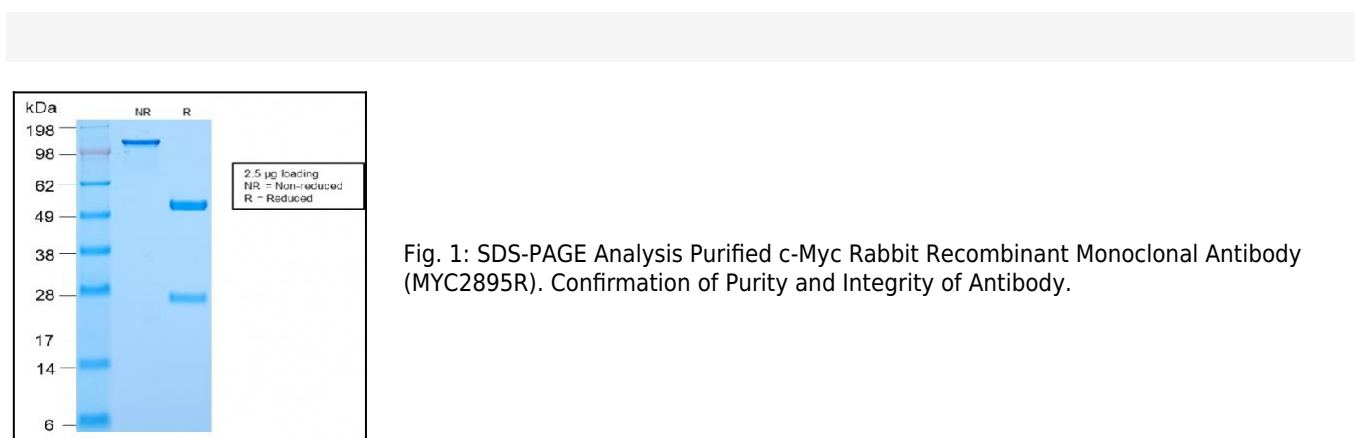 kDa
NR R
198
98
62
49
38
28
17
14
6
2.5 µg loading
NR = Non-reduced
R = Reduced
Fig. 1: SDS-PAGE Analysis Purified c-Myc Rabbit Recombinant Monoclonal Antibody
(MYC2895R). Confirmation of Purity and Integrity of Antibody.